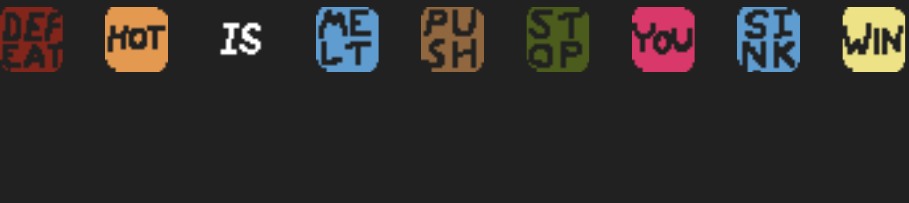 DEFEAT HOT IS MELT PUSH STOP YOU SINK WIN